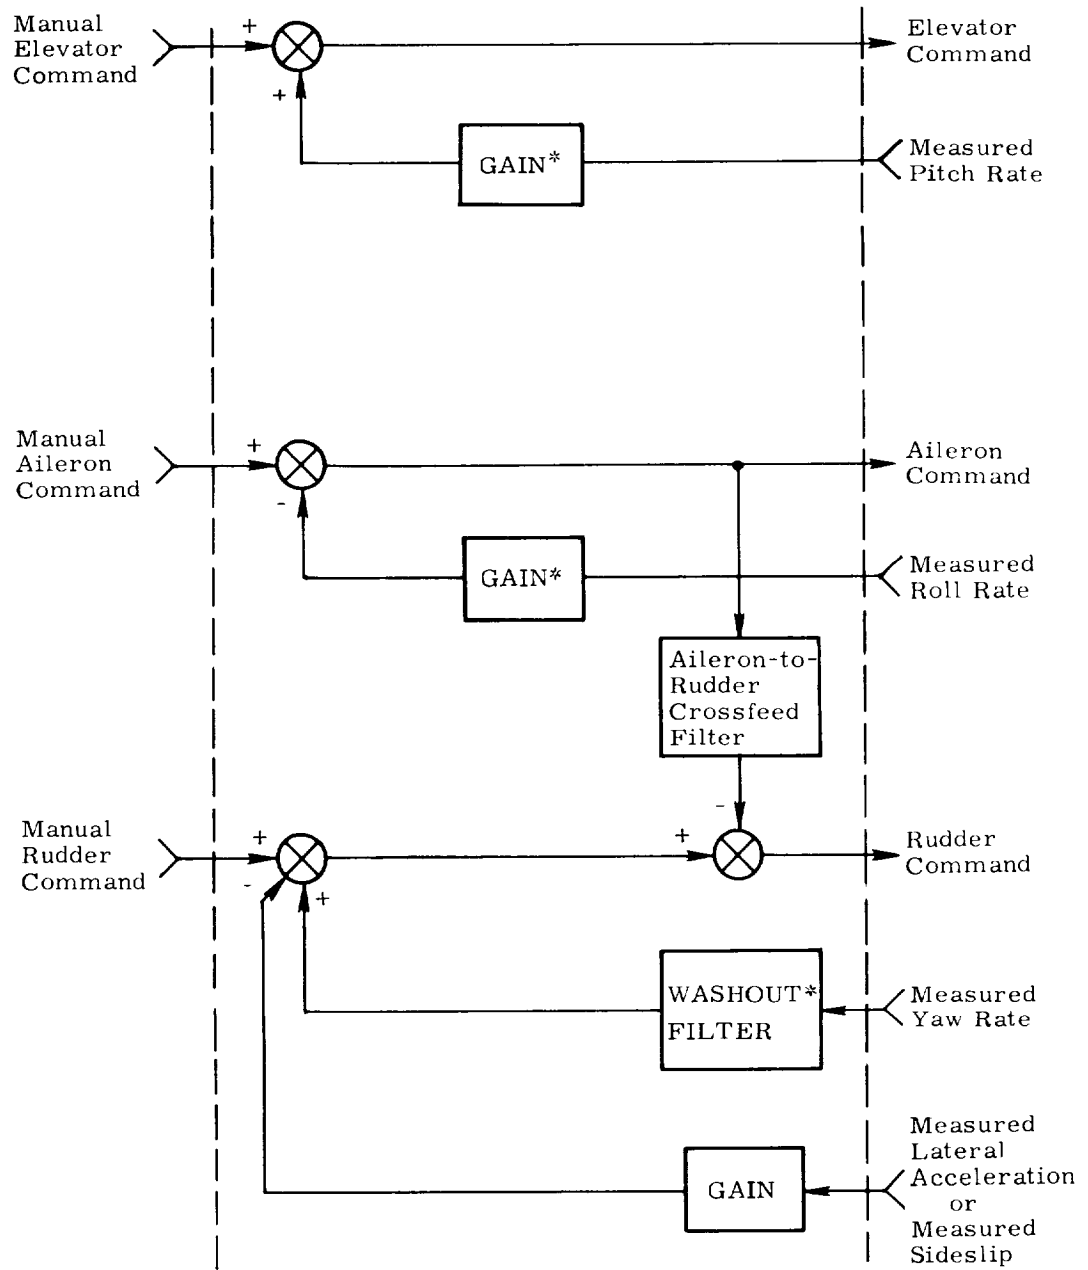 Manual
Elevator
Command
+
+
Elevator
Command
GAIN*
Measured
Pitch Rate
Manual
Aileron
Command
+
-
Aileron
Command
GAIN*
Measured
Roll Rate
Aileron-to-
Rudder
Crossfeed
Filter
Manual
Rudder
Command
+
-
+
+
-
Rudder
Command
WASHOUT*
FILTER
Measured
Yaw Rate
GAIN
Measured
Lateral
Acceleration
or
Measured
Sideslip